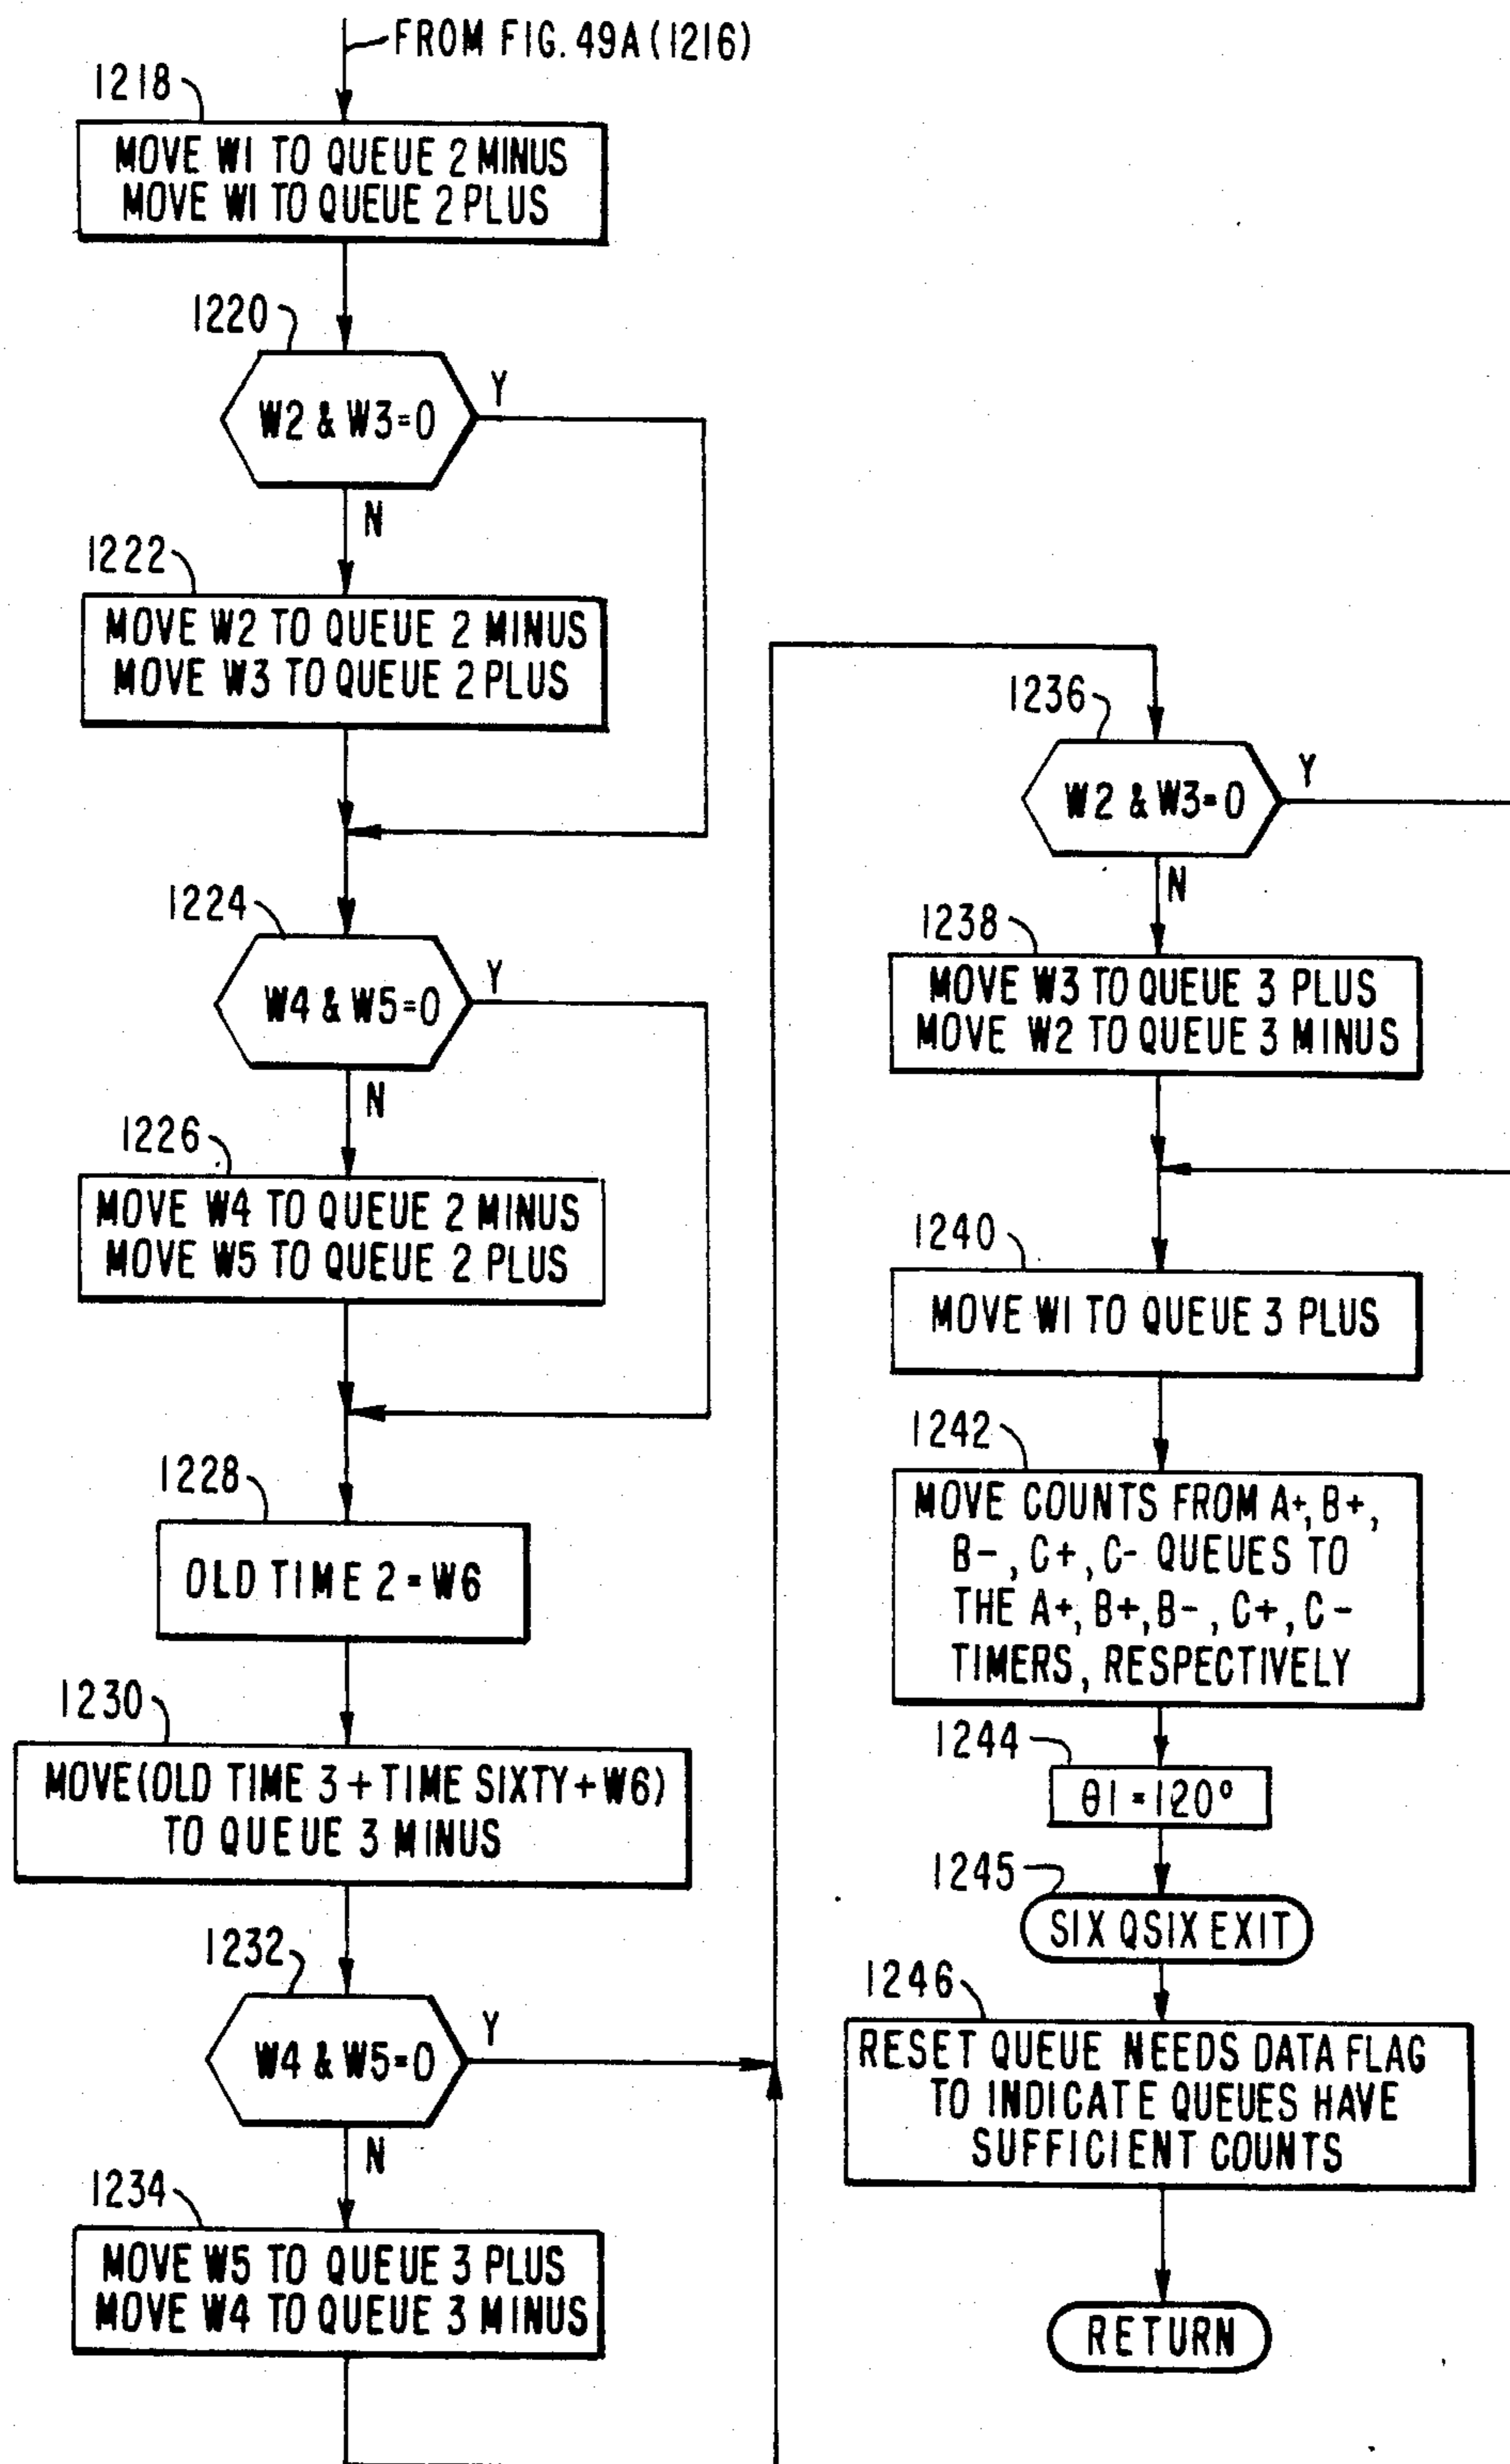 FROM FIG. 49A (1216)
1218
MOVE W1 TO QUEUE 2 MINUS
MOVE W1 TO QUEUE 2 PLUS
1220
W2 & W3=0
Y
N
1222
MOVE W2 TO QUEUE 2 MINUS
MOVE W3 TO QUEUE 2 PLUS
1224
W4 & W5=0
Y
N
1226
MOVE W4 TO QUEUE 2 MINUS
MOVE W5 TO QUEUE 2 PLUS
1228
OLD TIME 2 = W6
1230
MOVE (OLD TIME 3 + TIME SIXTY + W6)
TO QUEUE 3 MINUS
1232
W4 & W5=0
Y
N
1234
MOVE W5 TO QUEUE 3 PLUS
MOVE W4 TO QUEUE 3 MINUS
1236
W2 & W3=0
Y
N
1238
MOVE W3 TO QUEUE 3 PLUS
MOVE W2 TO QUEUE 3 MINUS
1240
MOVE W1 TO QUEUE 3 PLUS
1242
MOVE COUNTS FROM A+, B+,
B-, C+, C- QUEUES TO
THE A+, B+, B-, C+, C-
TIMERS, RESPECTIVELY
1244
θ1 = 120°
1245
SIX QSIX EXIT
1246
RESET QUEUE NEEDS DATA FLAG
TO INDICATE QUEUES HAVE
SUFFICIENT COUNTS
RETURN